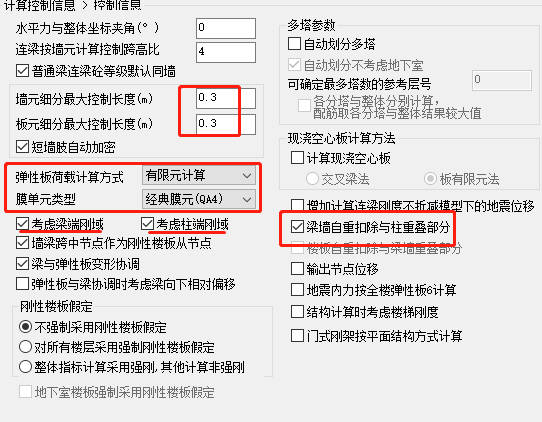 计算控制信息 > 控制信息
水平力与整体坐标夹角(°)
0
连梁按墙元计算控制跨高比
4
普通梁连梁砼等级默认同墙
墙元细分最大控制长度(m)
0.3
板元细分最大控制长度(m)
0.3
短墙肢自动加密
弹性板荷载计算方式
有限元计算
膜单元类型
经典膜元(QA4)
考虑梁端刚域
考虑柱端刚域
墙梁跨中节点作为刚性楼板从节点
梁与弹性板变形协调
弹性板与梁协调时考虑梁向下相对偏移
刚性楼板假定
不强制采用刚性楼板假定
对所有楼层采用强制刚性楼板假定
整体指标计算采用强刚,其他计算非强刚
地下室楼板强制采用刚性楼板假定
多塔参数
自动划分多塔
自动划分不考虑地下室
可确定最多塔数的参考层号
0
各分塔与整体分别计算，
配筋取各分塔与整体结果较大值
现浇空心板计算方法
计算现浇空心板
交叉梁法
板有限元法
增加计算连梁刚度不折减模型下的地震位移
梁墙自重扣除与柱重叠部分
楼板自重扣除与梁墙重叠部分
输出节点位移
地震内力按全楼弹性板6计算
结构计算时考虑楼梯刚度
门式刚架按平面结构方式计算